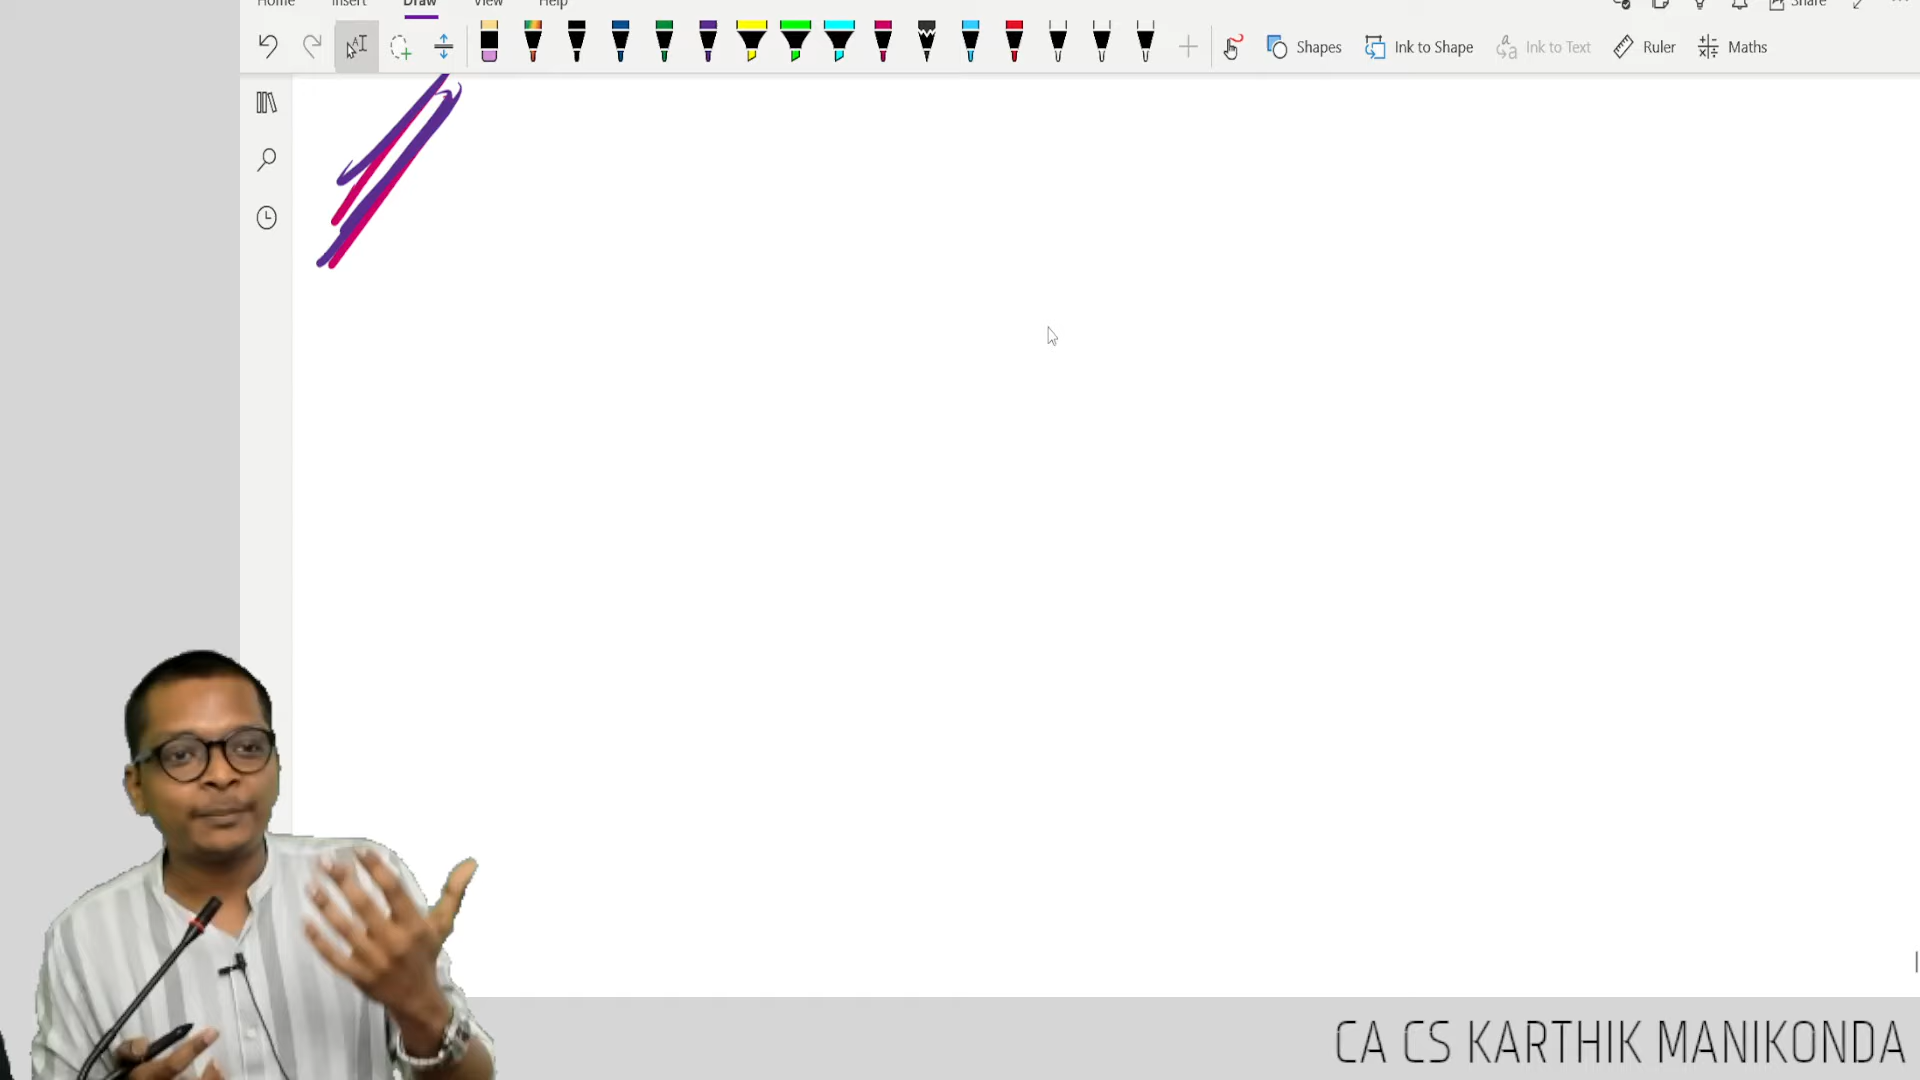 Home Insert Draw View Help Share
Shapes Ink to Shape Ink to Text Ruler Maths
CA CS KARTHIK MANIKONDA